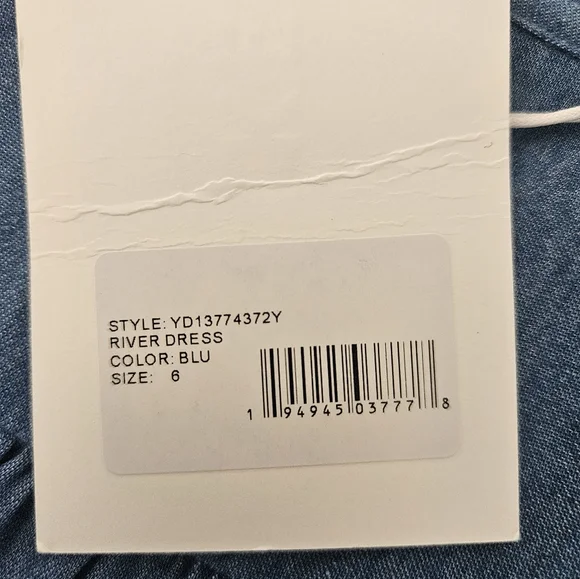 STYLE: YD13774372Y
RIVER DRESS
COLOR: BLU
SIZE: 6
1 94945 03777 8